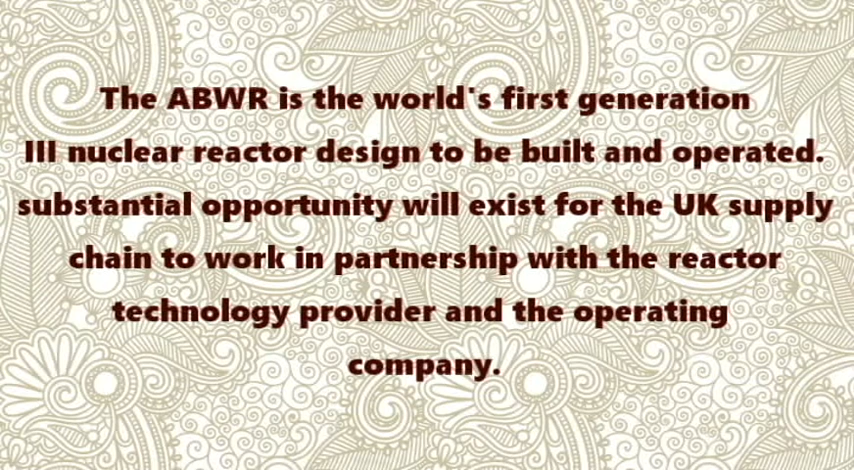 The ABWR is the world's first generation
III nuclear reactor design to be built and operated.
substantial opportunity will exist for the UK supply
chain to work in partnership with the reactor
technology provider and the operating
company.